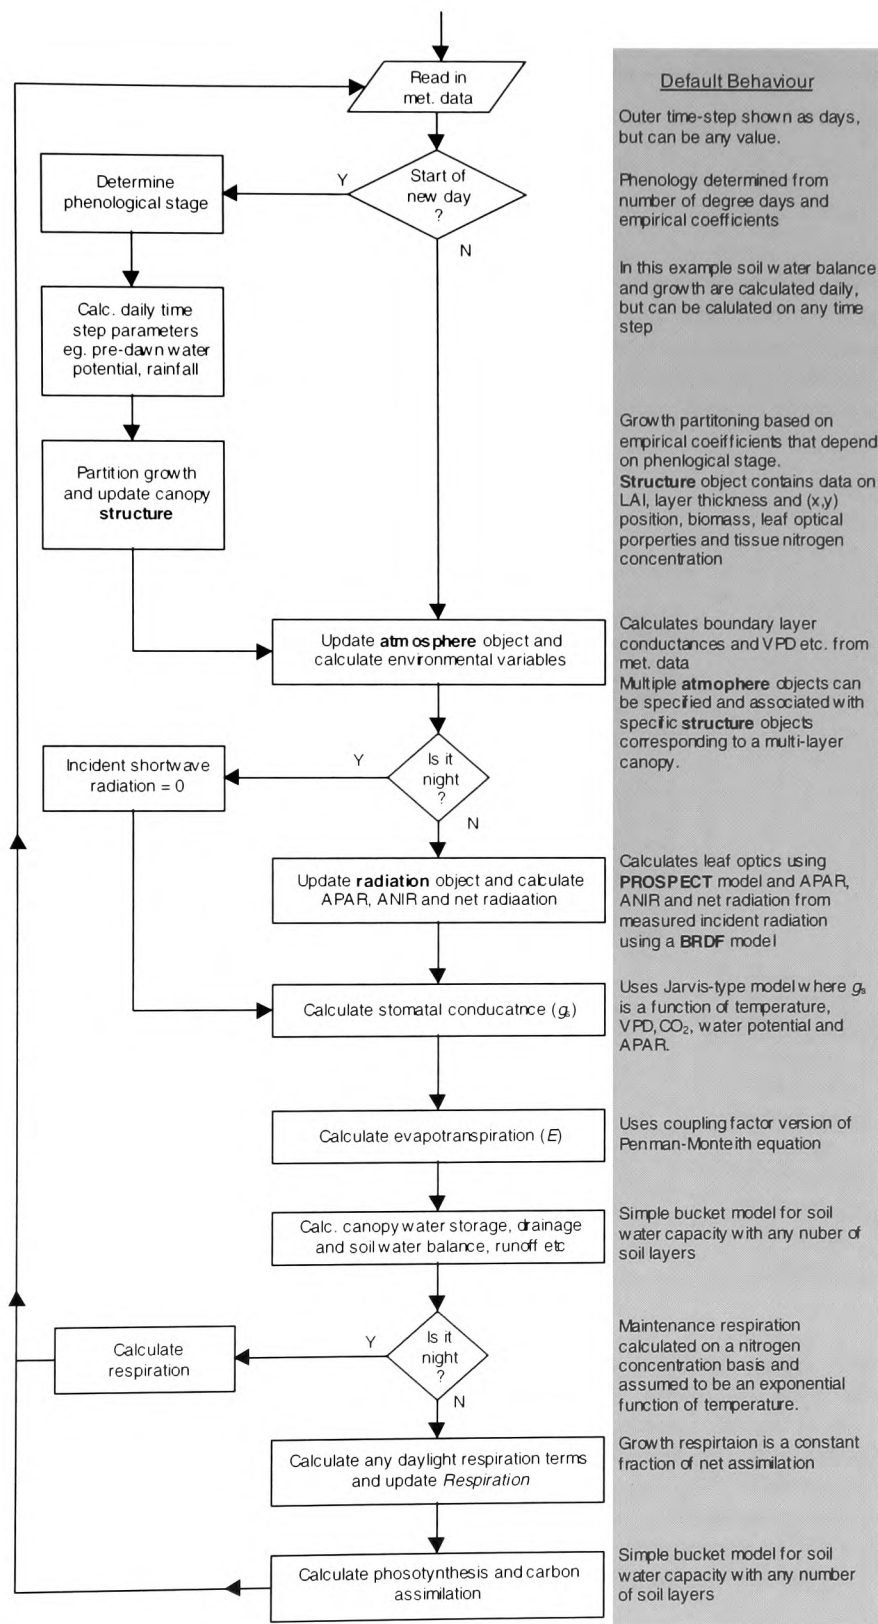 Read in
met. data
Start of
new day
?
Y
N
Determine
phenological stage
Calc. daily time
step parameters
eg. pre-dawn water
potential, rainfall
Partition growth
and update canopy
structure
Update atmosphere object and
calculate environmental variables
Is it
night
?
Y
N
Incident shortwave
radiation = 0
Update radiation object and calculate
APAR, ANIR and net radiaation
Calculate stomatal conducatnce (gs)
Calculate evapotranspiration (E)
Calc. canopy water storage, drainage
and soil water balance, runoff etc
Is it
night
?
Y
N
Calculate
respiration
Calculate any daylight respiration terms
and update Respiration
Calculate phosotynthesis and carbon
assimilation
Default Behaviour
Outer time-step shown as days,
but can be any value.
Phenology determined from
number of degree days and
empirical coefficients
In this example soil water balance
and growth are calculated daily,
but can be calulated on any time
step
Growth partitoning based on
empirical coeifficients that depend
on phenlogical stage.
Structure object contains data on
LAI, layer thickness and (x,y)
position, biomass, leaf optical
porperties and tissue nitrogen
concentration
Calculates boundary layer
conductances and VPD etc. from
met. data
Multiple atmophere objects can
be specified and associated with
specific structure objects
corresponding to a multi-layer
canopy.
Calculates leaf optics using
PROSPECT model and APAR,
ANIR and net radiation from
measured incident radiation
using a BRDF model
Uses Jarvis-type model where gs
is a function of temperature,
VPD, CO₂, water potential and
APAR.
Uses coupling factor version of
Penman-Monteith equation
Simple bucket model for soil
water capacity with any nuber of
soil layers
Maintenance respiration
calculated on a nitrogen
concentration basis and
assumed to be an exponential
function of temperature.
Growth respirtaion is a constant
fraction of net assimilation
Simple bucket model for soil
water capacity with any number
of soil layers